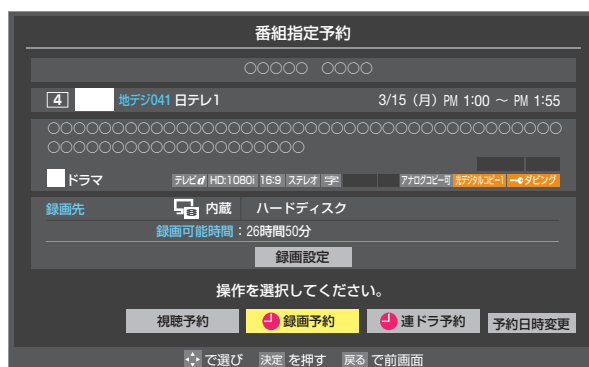 番組指定予約
○○○○○ ○○○○
4 地デジ041 日テレ1 3/15（月）PM 1:00 ～ PM 1:55
○○○○○○○○○○○○○○○○○○○○○○○○○○○○○○○○○○○○○○○○
○○○○○○○○○○○○○○○○○○○○
ドラマ テレビd HD:1080i 16:9 ステレオ 字 アナログコピー可 光デジタルコピー1 ダビング
録画先 内蔵 ハードディスク
録画可能時間：26時間50分
録画設定
操作を選択してください。
視聴予約 録画予約 連ドラ予約 予約日時変更
で選び 決定 を押す 戻る で前画面